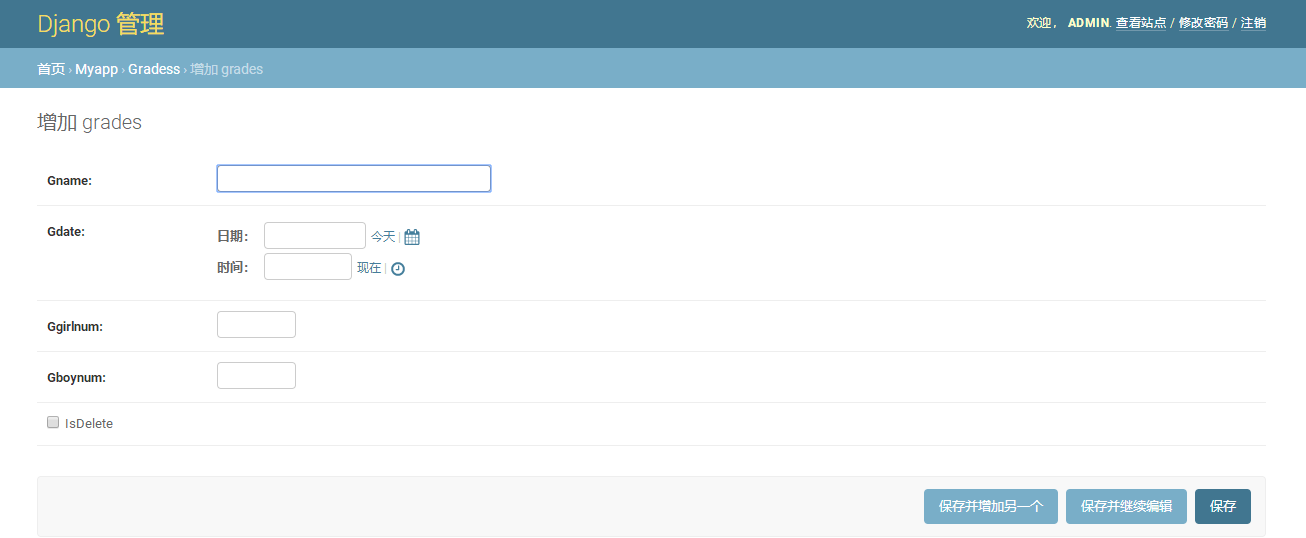 Django 管理
欢迎， ADMIN. 查看站点 / 修改密码 / 注销
首页 › Myapp › Gradess › 增加 grades
增加 grades
Gname:
Gdate:
日期： 今天 |
时间： 现在 |
Ggirlnum:
Gboynum:
IsDelete
保存并增加另一个 保存并继续编辑 保存